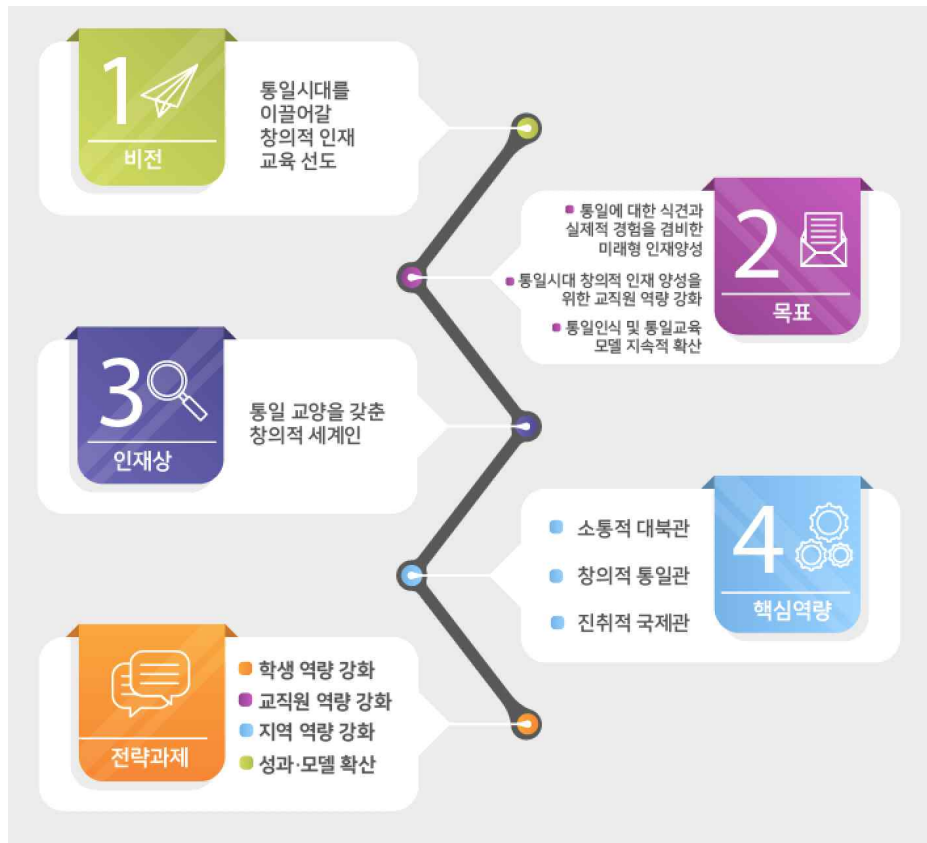 1
비전
통일시대를
이끌어갈
창의적 인재
교육 선도
2
목표
통일에 대한 식견과
실제적 경험을 겸비한
미래형 인재양성
통일시대 창의적 인재 양성을
위한 교직원 역량 강화
통일인식 및 통일교육
모델 지속적 확산
3
인재상
통일 교양을 갖춘
창의적 세계인
4
핵심역량
소통적 대북관
창의적 통일관
진취적 국제관
전략과제
학생 역량 강화
교직원 역량 강화
지역 역량 강화
성과·모델 확산